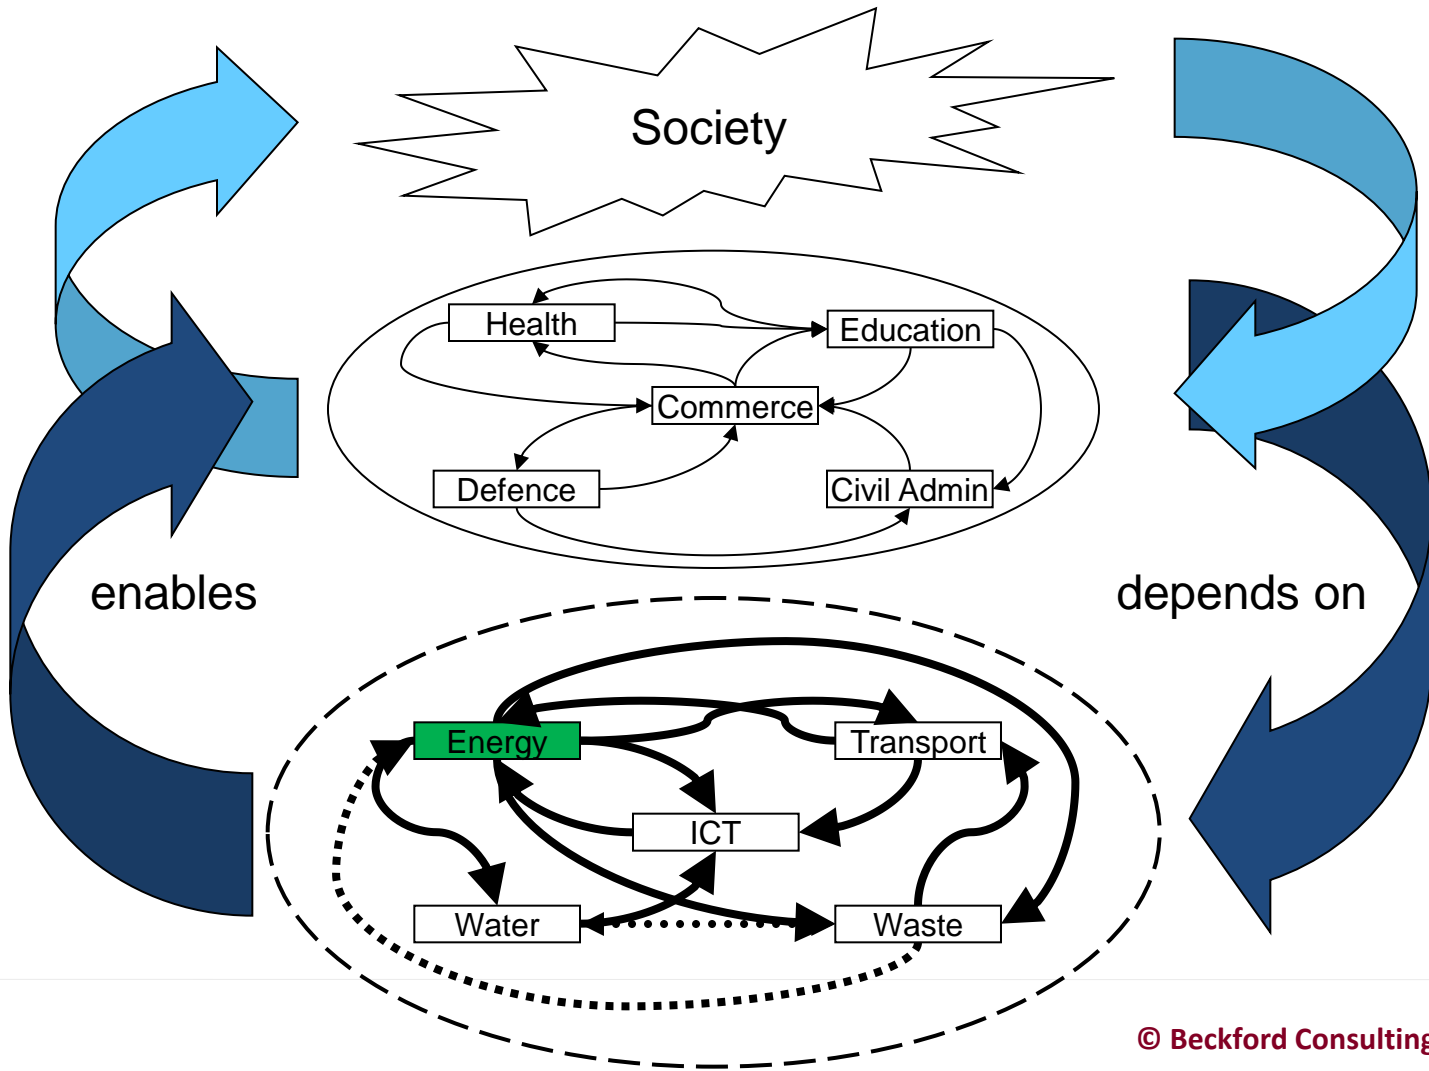 Society
Health
Education
Commerce
Defence
Civil Admin
enables
depends on
Energy
Transport
ICT
Water
Waste
© Beckford Consulting